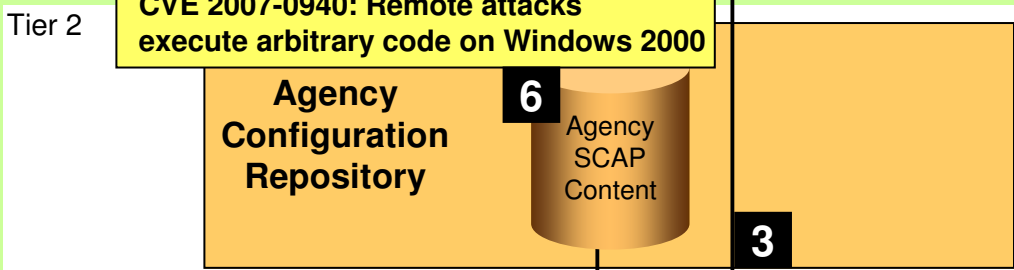 CVE 2007-0940: Remote attacks
execute arbitrary code on Windows 2000
Tier 2
Agency
Configuration
Repository
6
Agency
SCAP
Content
3